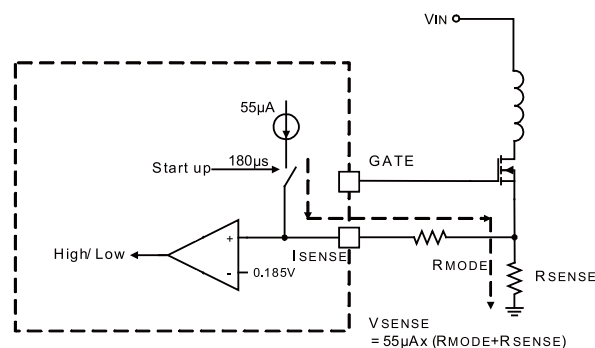 VIN
55µA
Start up
180µs
GATE
High/Low
+
-
0.185V
ISENSE
RMODE
RSENSE
VSENSE
= 55µA x (RMODE+RSENSE)